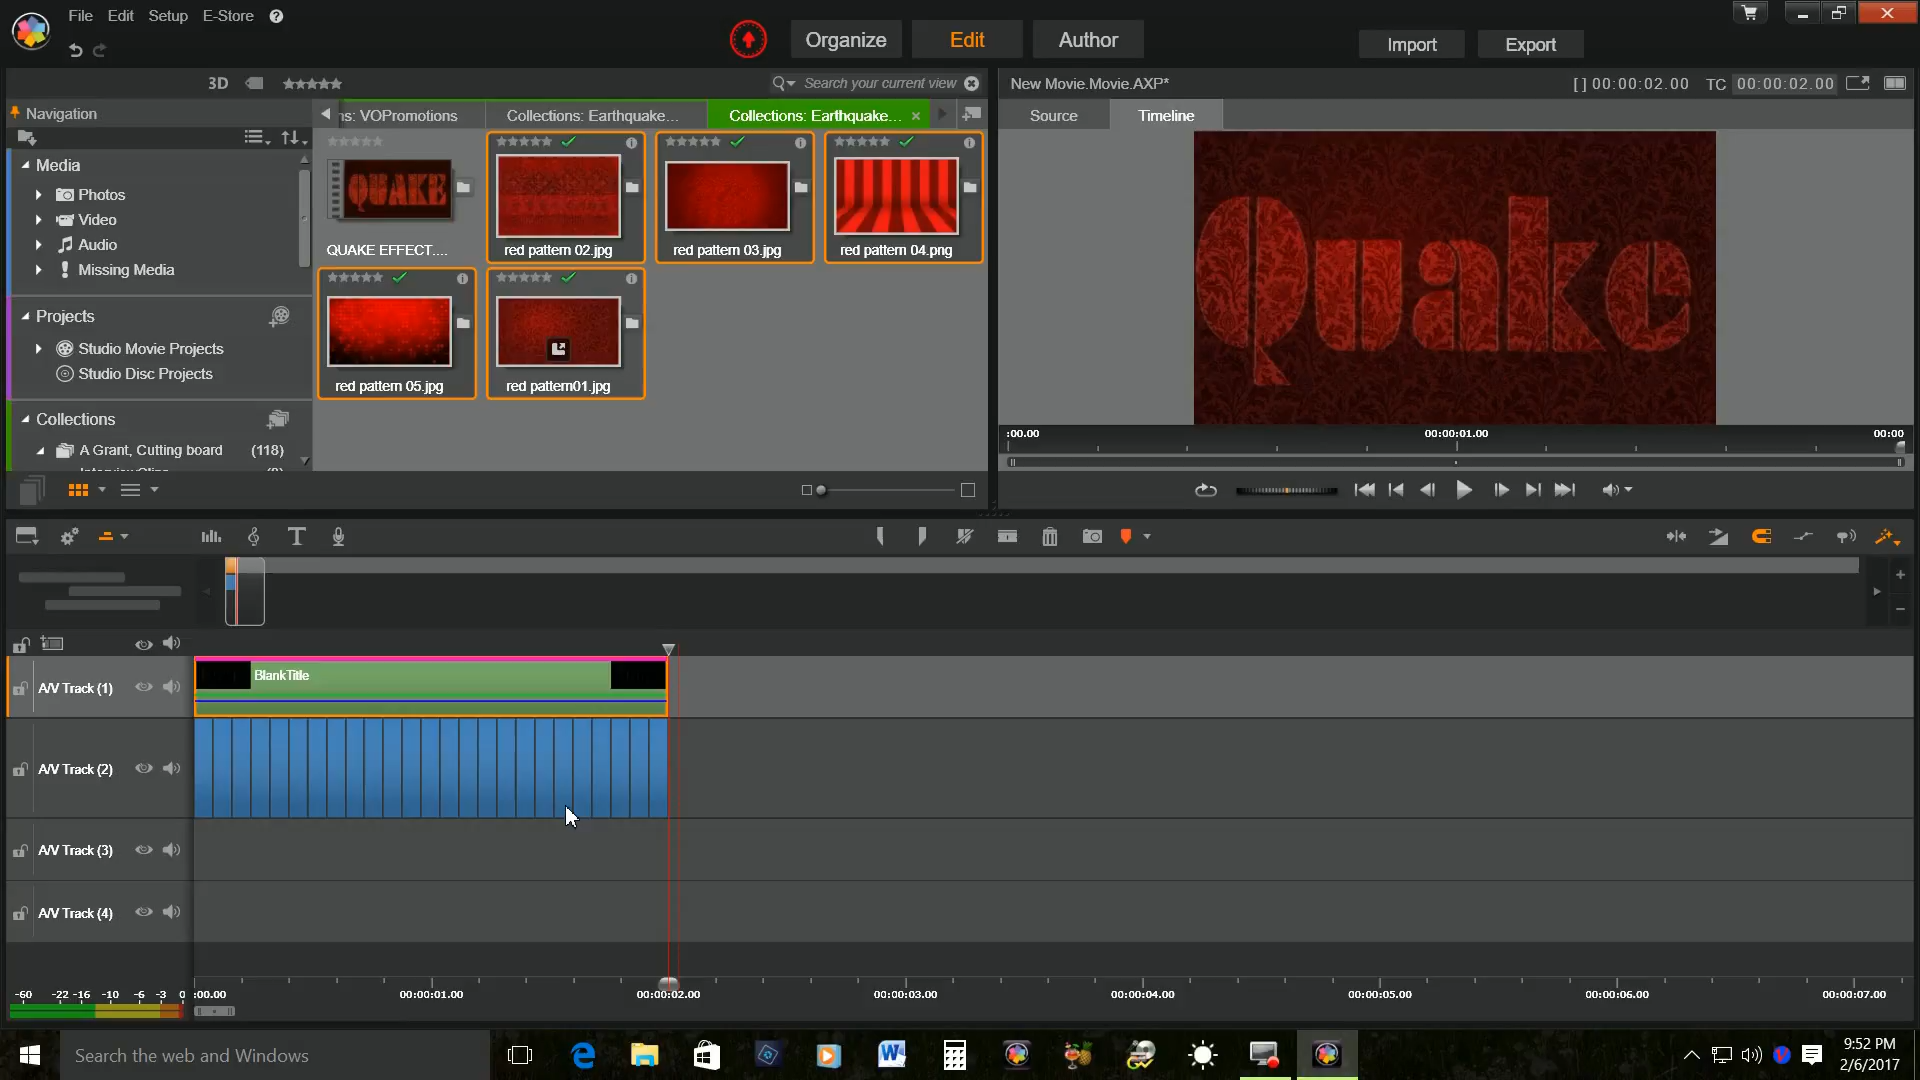 File Edit Setup E-Store ?
Organize Edit Author
Import Export
3D
Search your current view
New Movie.Movie.AXP*
[ ] 00:00:02.00 TC 00:00:02.00
Navigation
ns: VOPromotions
Collections: Earthquake...
Collections: Earthquake...
Source Timeline
Media
Photos
Video
Audio
Missing Media
Projects
Studio Movie Projects
Studio Disc Projects
Collections
A Grant, Cutting board (118)
QUAKE
QUAKE EFFECT....
red pattern 02.jpg
red pattern 03.jpg
red pattern 04.png
red pattern 05.jpg
red pattern01.jpg
Quake
:00.00 00:00:01.00 00:00
A/V Track (1)
BlankTitle
A/V Track (2)
A/V Track (3)
A/V Track (4)
-60 -22 -16 -10 -6 -3 0
:00.00 00:00:01.00 00:00:02.00 00:00:03.00 00:00:04.00 00:00:05.00 00:00:06.00 00:00:07.00
Search the web and Windows
9:52 PM
2/6/2017